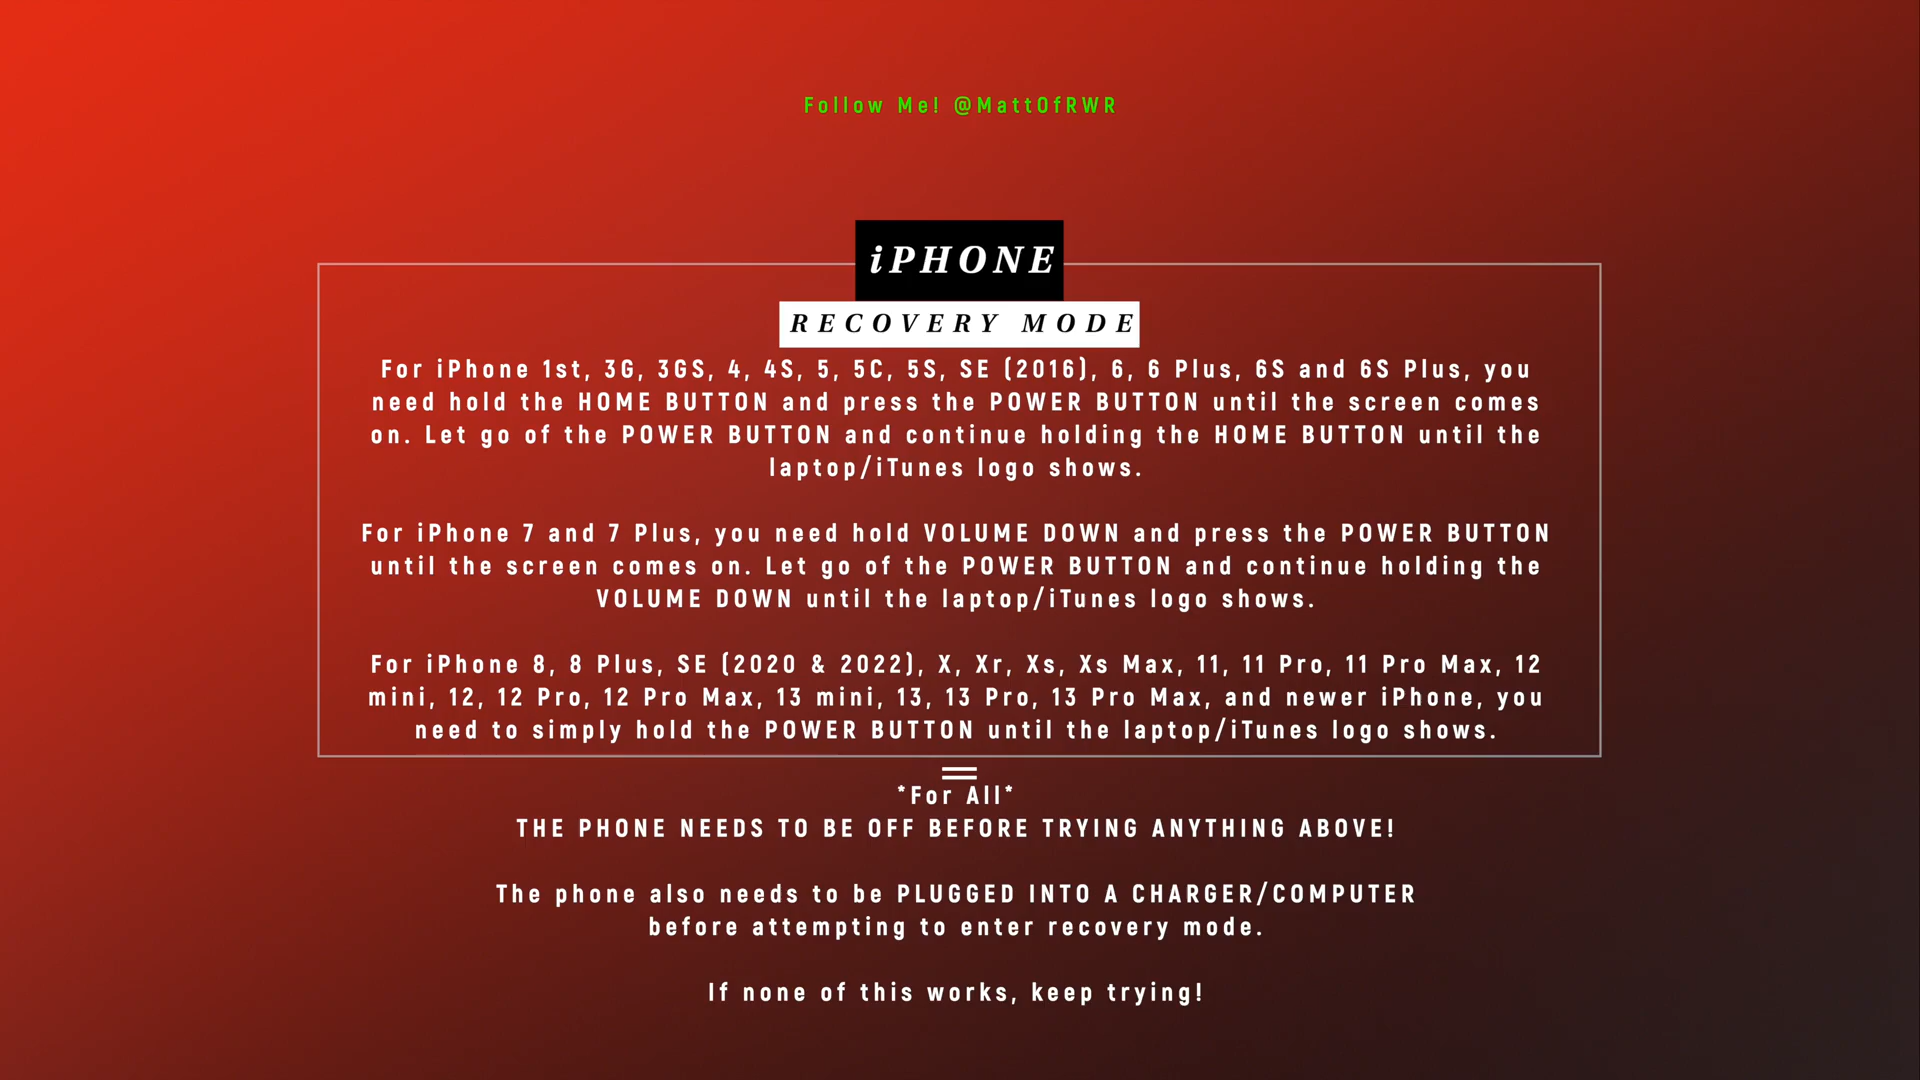 Follow Me! @MattOfRWR
iPHONE
RECOVERY MODE
For iPhone 1st, 3G, 3GS, 4, 4S, 5, 5C, 5S, SE (2016), 6, 6 Plus, 6S and 6S Plus, you
need hold the HOME BUTTON and press the POWER BUTTON until the screen comes
on. Let go of the POWER BUTTON and continue holding the HOME BUTTON until the
laptop/iTunes logo shows.
For iPhone 7 and 7 Plus, you need hold VOLUME DOWN and press the POWER BUTTON
until the screen comes on. Let go of the POWER BUTTON and continue holding the
VOLUME DOWN until the laptop/iTunes logo shows.
For iPhone 8, 8 Plus, SE (2020 & 2022), X, Xr, Xs, Xs Max, 11, 11 Pro, 11 Pro Max, 12
mini, 12, 12 Pro, 12 Pro Max, 13 mini, 13, 13 Pro, 13 Pro Max, and newer iPhone, you
need to simply hold the POWER BUTTON until the laptop/iTunes logo shows.
*For All*
THE PHONE NEEDS TO BE OFF BEFORE TRYING ANYTHING ABOVE!
The phone also needs to be PLUGGED INTO A CHARGER/COMPUTER
before attempting to enter recovery mode.
If none of this works, keep trying!